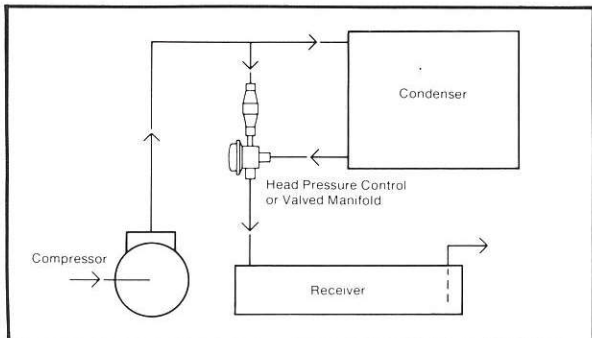 Condenser
Head Pressure Control
or Valved Manifold
Compressor
Receiver